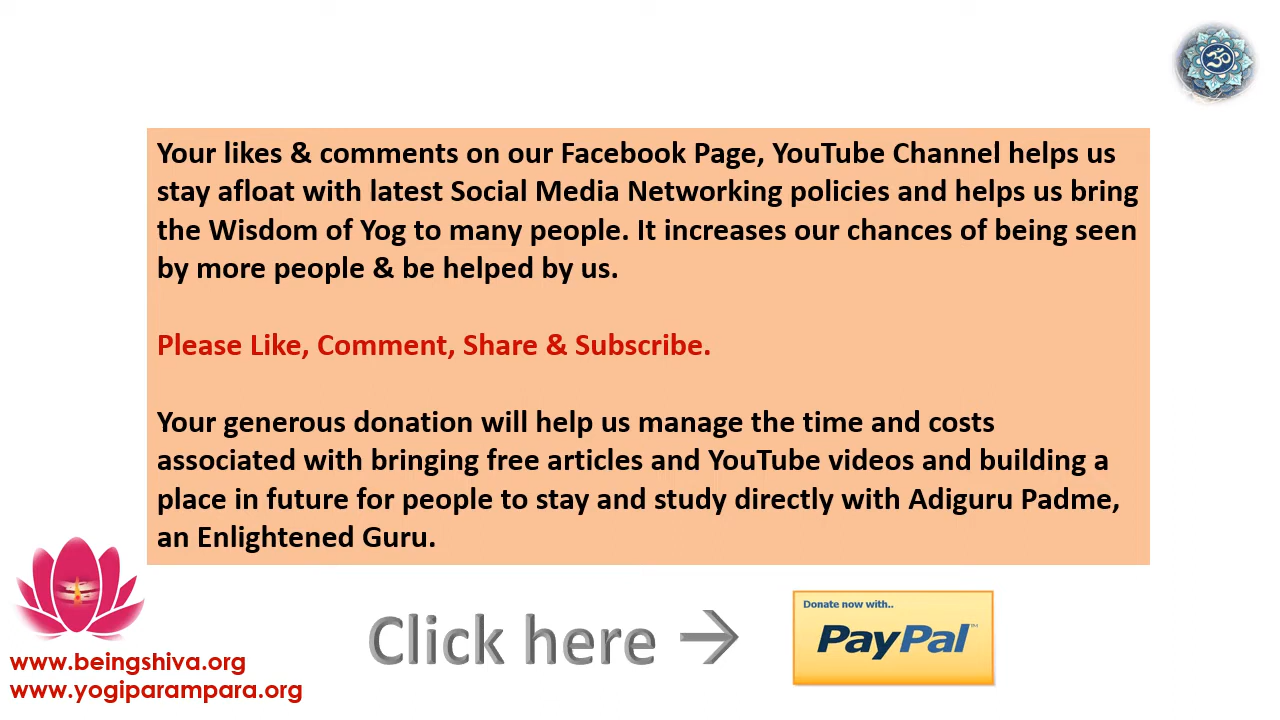 ॐ
Your likes & comments on our Facebook Page, YouTube Channel helps us
stay afloat with latest Social Media Networking policies and helps us bring
the Wisdom of Yog to many people. It increases our chances of being seen
by more people & be helped by us.
Please Like, Comment, Share & Subscribe.
Your generous donation will help us manage the time and costs
associated with bringing free articles and YouTube videos and building a
place in future for people to stay and study directly with Adiguru Padme,
an Enlightened Guru.
Click here →
Donate now with..
PayPal™
www.beingshiva.org
www.yogiparampara.org